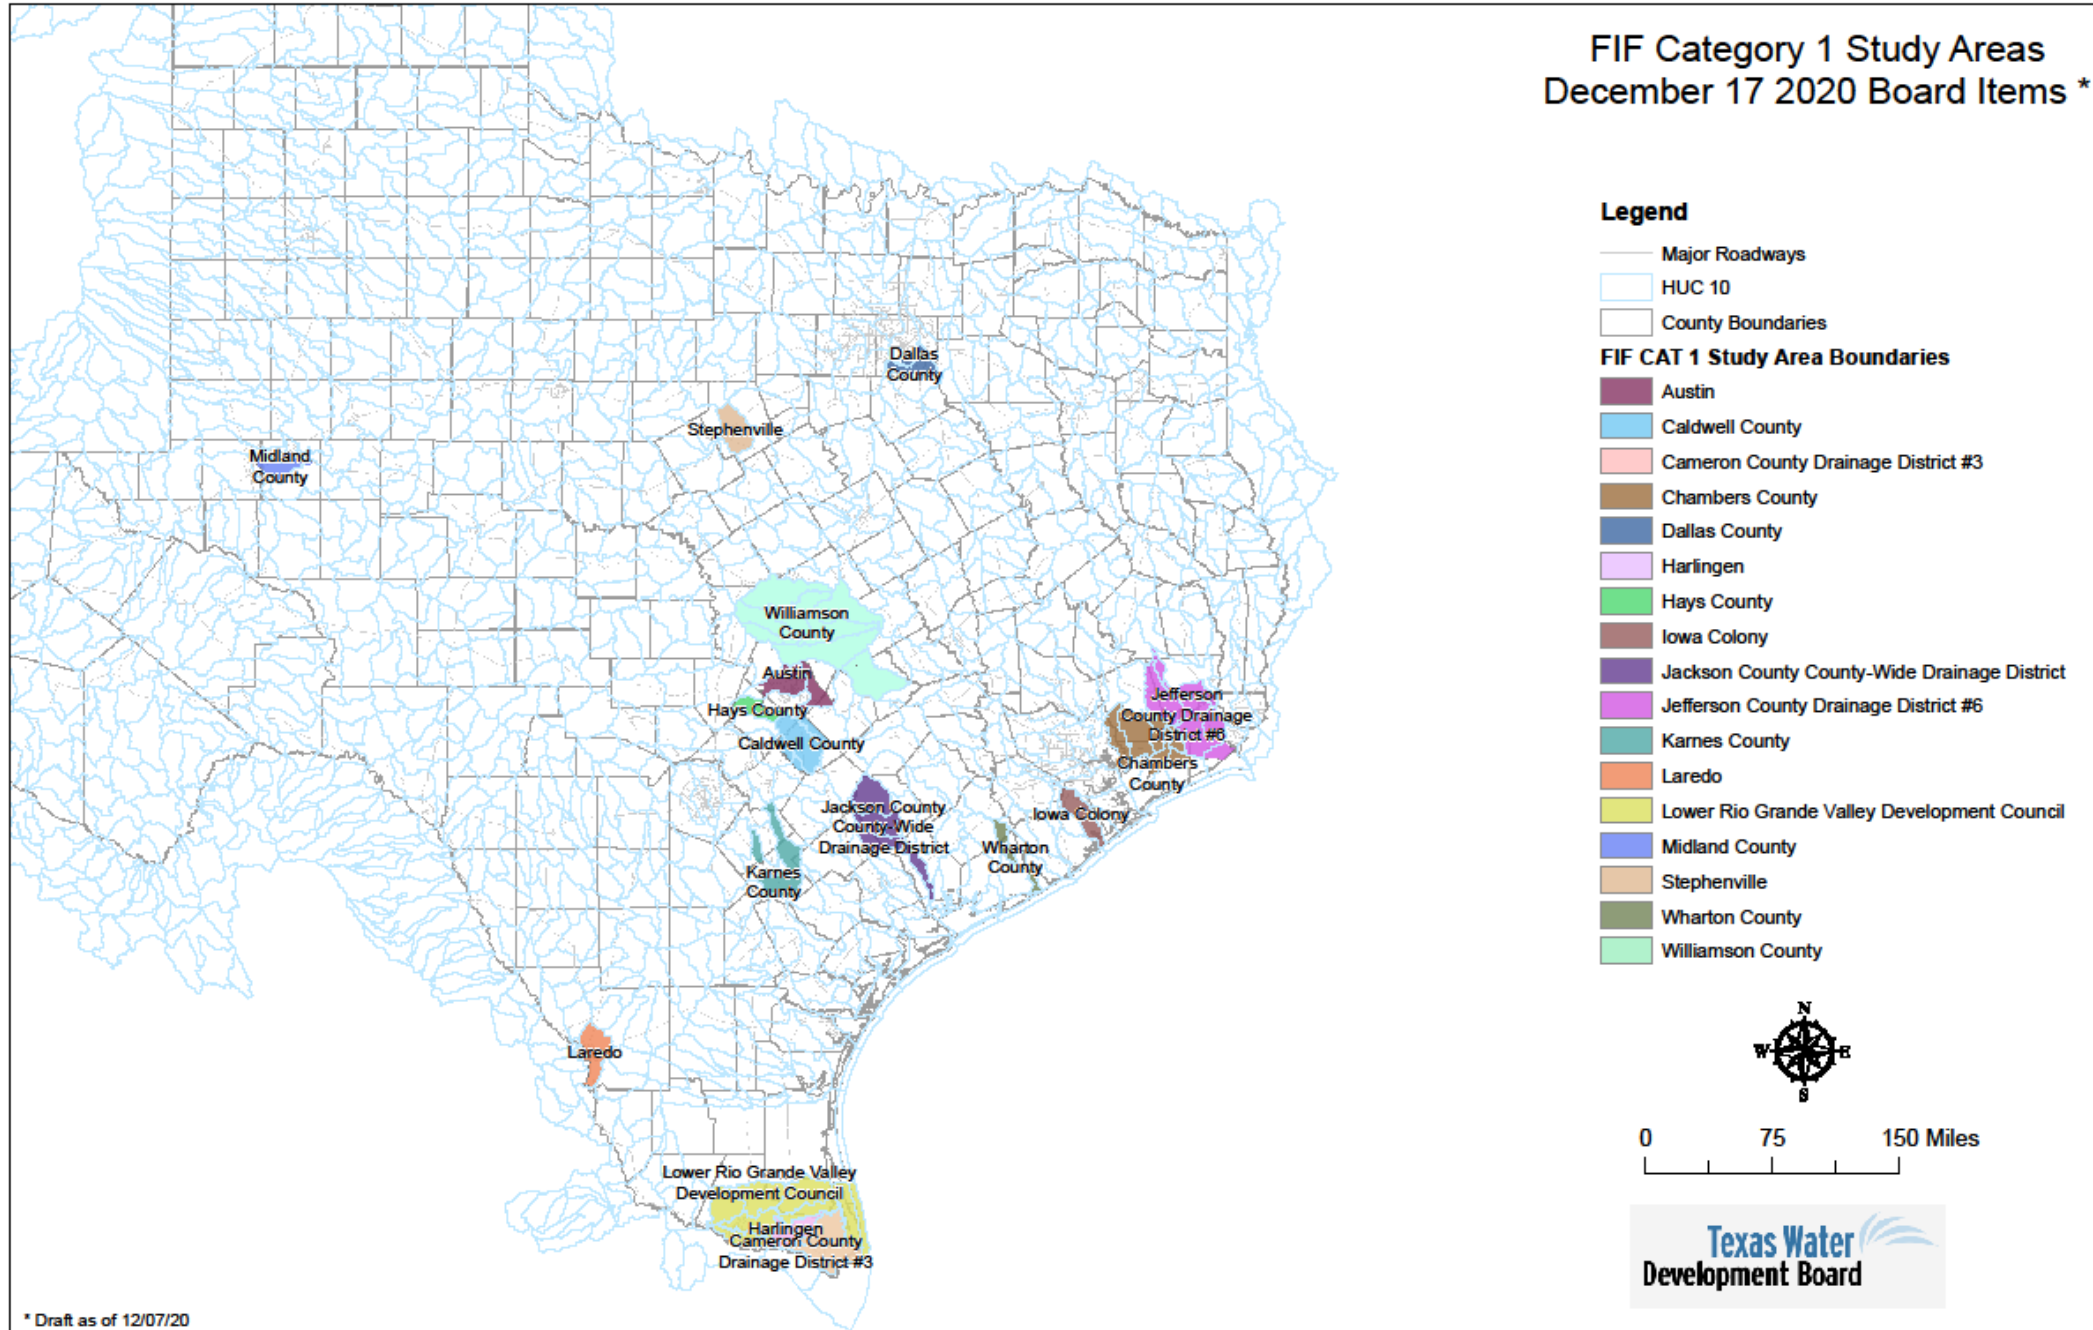 FIF Category 1 Study Areas
December 17 2020 Board Items *
Legend
Major Roadways
HUC 10
County Boundaries
FIF CAT 1 Study Area Boundaries
Austin
Caldwell County
Cameron County Drainage District #3
Chambers County
Dallas County
Harlingen
Hays County
Iowa Colony
Jackson County County-Wide Drainage District
Jefferson County Drainage District #6
Karnes County
Laredo
Lower Rio Grande Valley Development Council
Midland County
Stephenville
Wharton County
Williamson County
N
W E
S
0 75 150 Miles
Texas Water
Development Board
Dallas
County
Stephenville
Midland
County
Williamson
County
Austin
Hays County
Caldwell County
Jefferson
County Drainage
District #6
Chambers
County
Iowa Colony
Jackson County
County-Wide
Drainage District
Wharton
County
Karnes
County
Laredo
Lower Rio Grande Valley
Development Council
Harlingen
Cameron County
Drainage District #3
* Draft as of 12/07/20